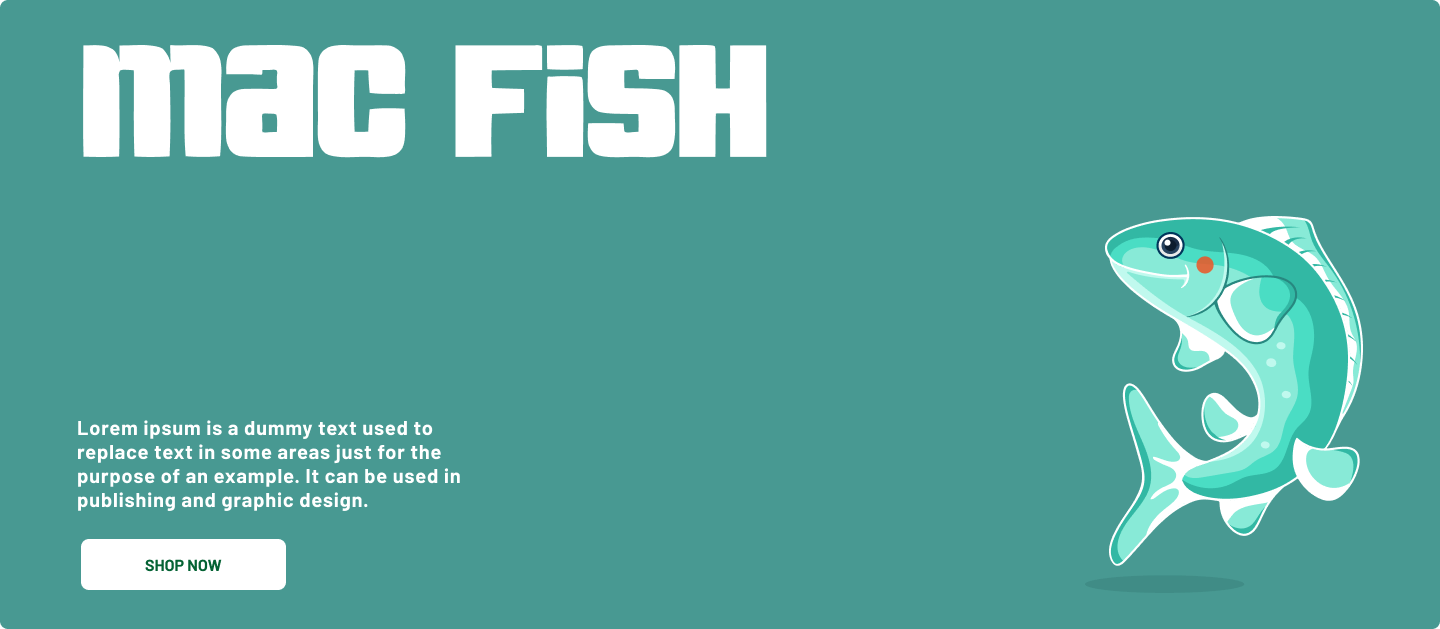 mac FiSH
Lorem ipsum is a dummy text used to
replace text in some areas just for the
purpose of an example. It can be used in
publishing and graphic design.
SHOP NOW